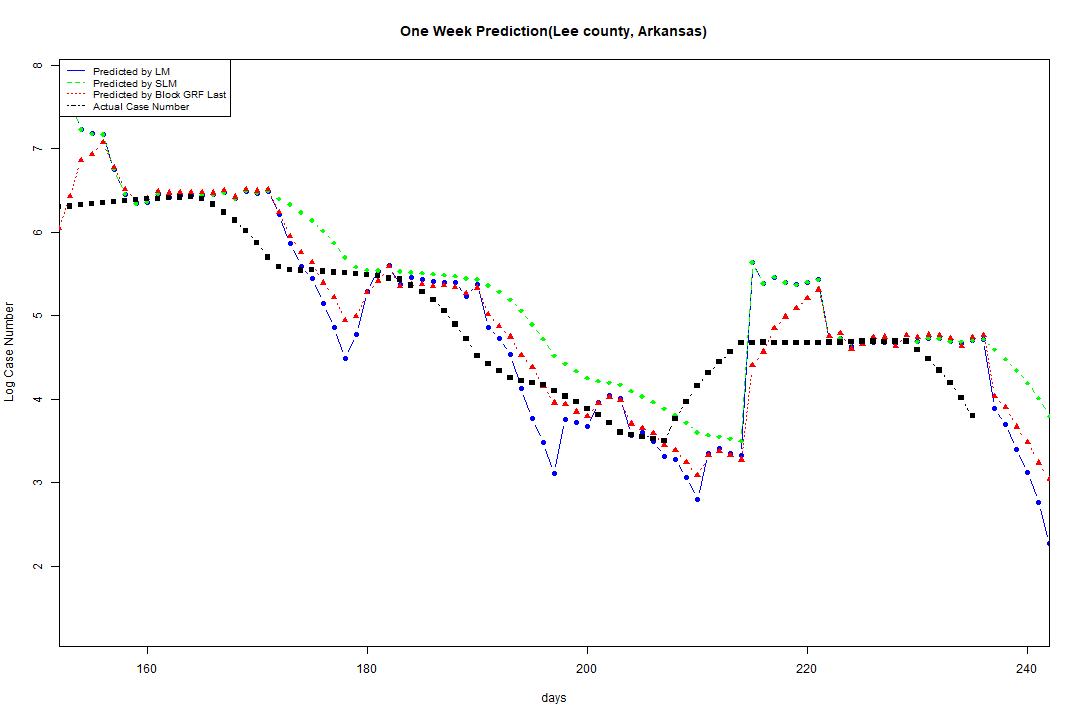 One Week Prediction(Lee county, Arkansas)
Predicted by LM
Predicted by SLM
Predicted by Block GRF Last
Actual Case Number
8
7
6
5
4
3
2
Log Case Number
160 180 200 220 240
days